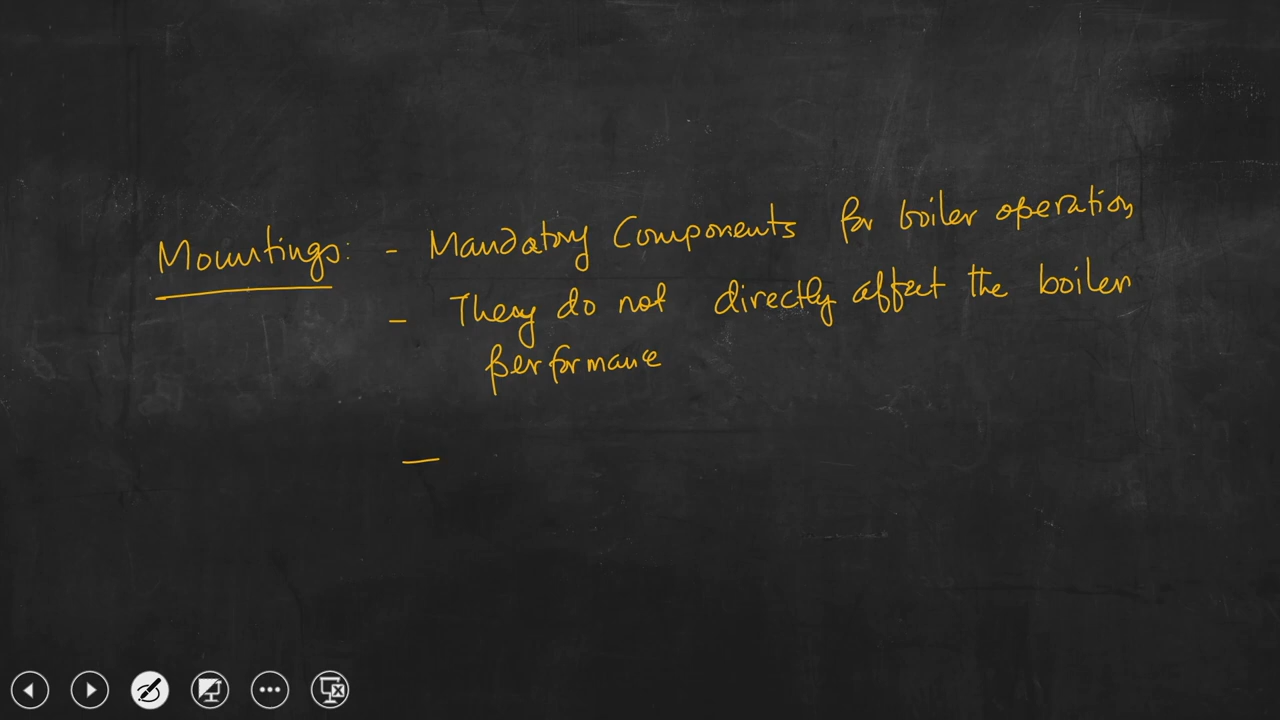 Mountings: - Mandatory Components for boiler operation
- They do not directly affect the boiler
performance
-